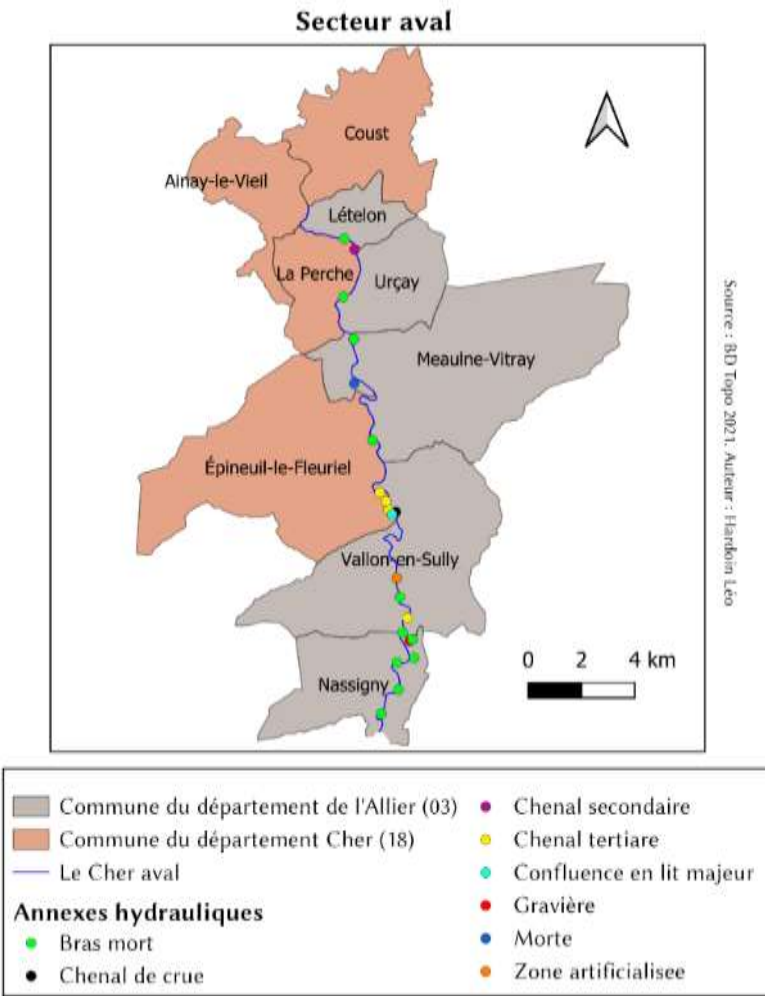 Secteur aval
Coust
Ainay-le-Vieil
Lételon
La Perche
Urçay
Meaulne-Vitray
Épineuil-le-Fleuriel
Vallon-en-Sully
Nassigny
0 2 4 km
Source : BD Topo 2021. Auteur : Hardoin Léo
Commune du département de l'Allier (03)
Commune du département Cher (18)
Le Cher aval
Annexes hydrauliques
Bras mort
Chenal de crue
Chenal secondaire
Chenal tertiaire
Confluence en lit majeur
Gravière
Morte
Zone artificialisee